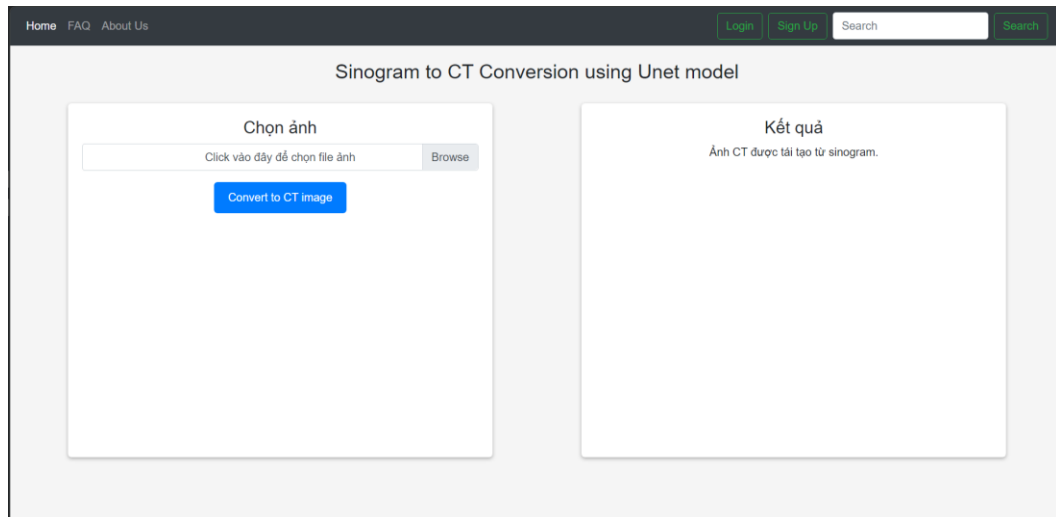 Home FAQ About Us Login Sign Up Search Search
Sinogram to CT Conversion using Unet model
Chọn ảnh
Click vào đây để chọn file ảnh Browse
Convert to CT image
Kết quả
Ảnh CT được tái tạo từ sinogram.